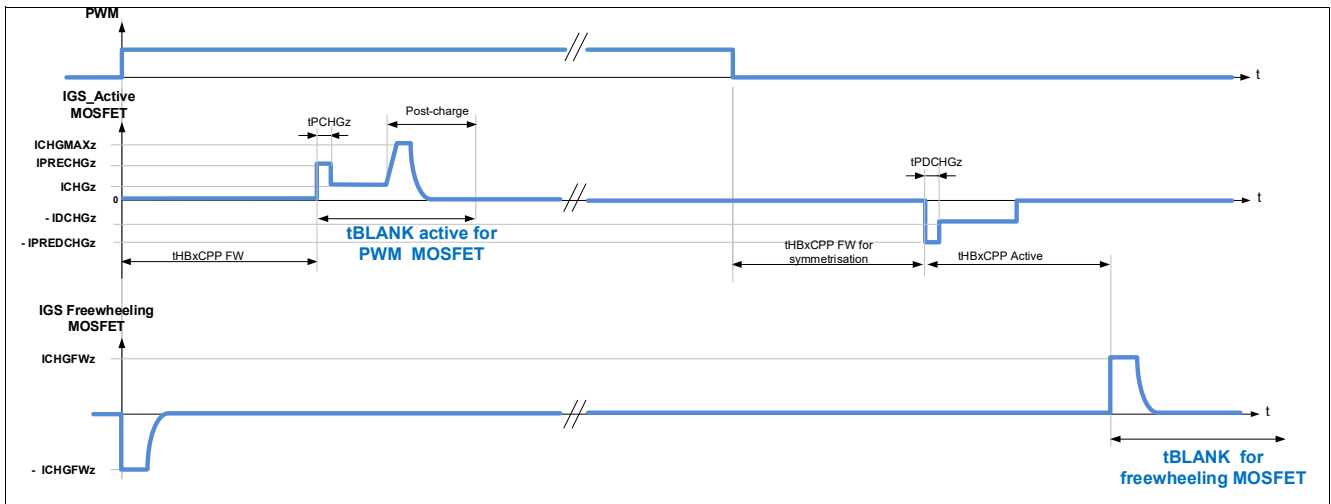 PWM
t
IGS_Active
MOSFET
tPCHGz
Post-charge
ICHGMAXz
IPRECHGz
ICHGz
0
- IDCHGz
- IPREDCHGz
t
tPDCHGz
tBLANK active for
PWM MOSFET
tHBxCPP FW
tHBxCPP FW for
symmetrisation
tHBxCPP Active
IGS Freewheeling
MOSFET
ICHGFWz
t
- ICHGFWz
tBLANK for
freewheeling MOSFET